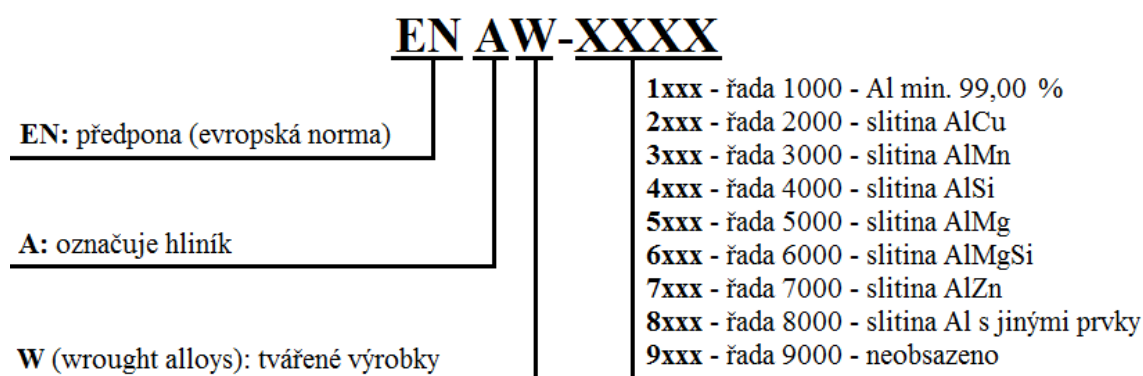 EN AW-XXXX
EN: předpona (evropská norma)
A: označuje hliník
W (wrought alloys): tvářené výrobky
1xxx - řada 1000 - Al min. 99,00 %
2xxx - řada 2000 - slitina AlCu
3xxx - řada 3000 - slitina AlMn
4xxx - řada 4000 - slitina AlSi
5xxx - řada 5000 - slitina AlMg
6xxx - řada 6000 - slitina AlMgSi
7xxx - řada 7000 - slitina AlZn
8xxx - řada 8000 - slitina Al s jinými prvky
9xxx - řada 9000 - neobsazeno